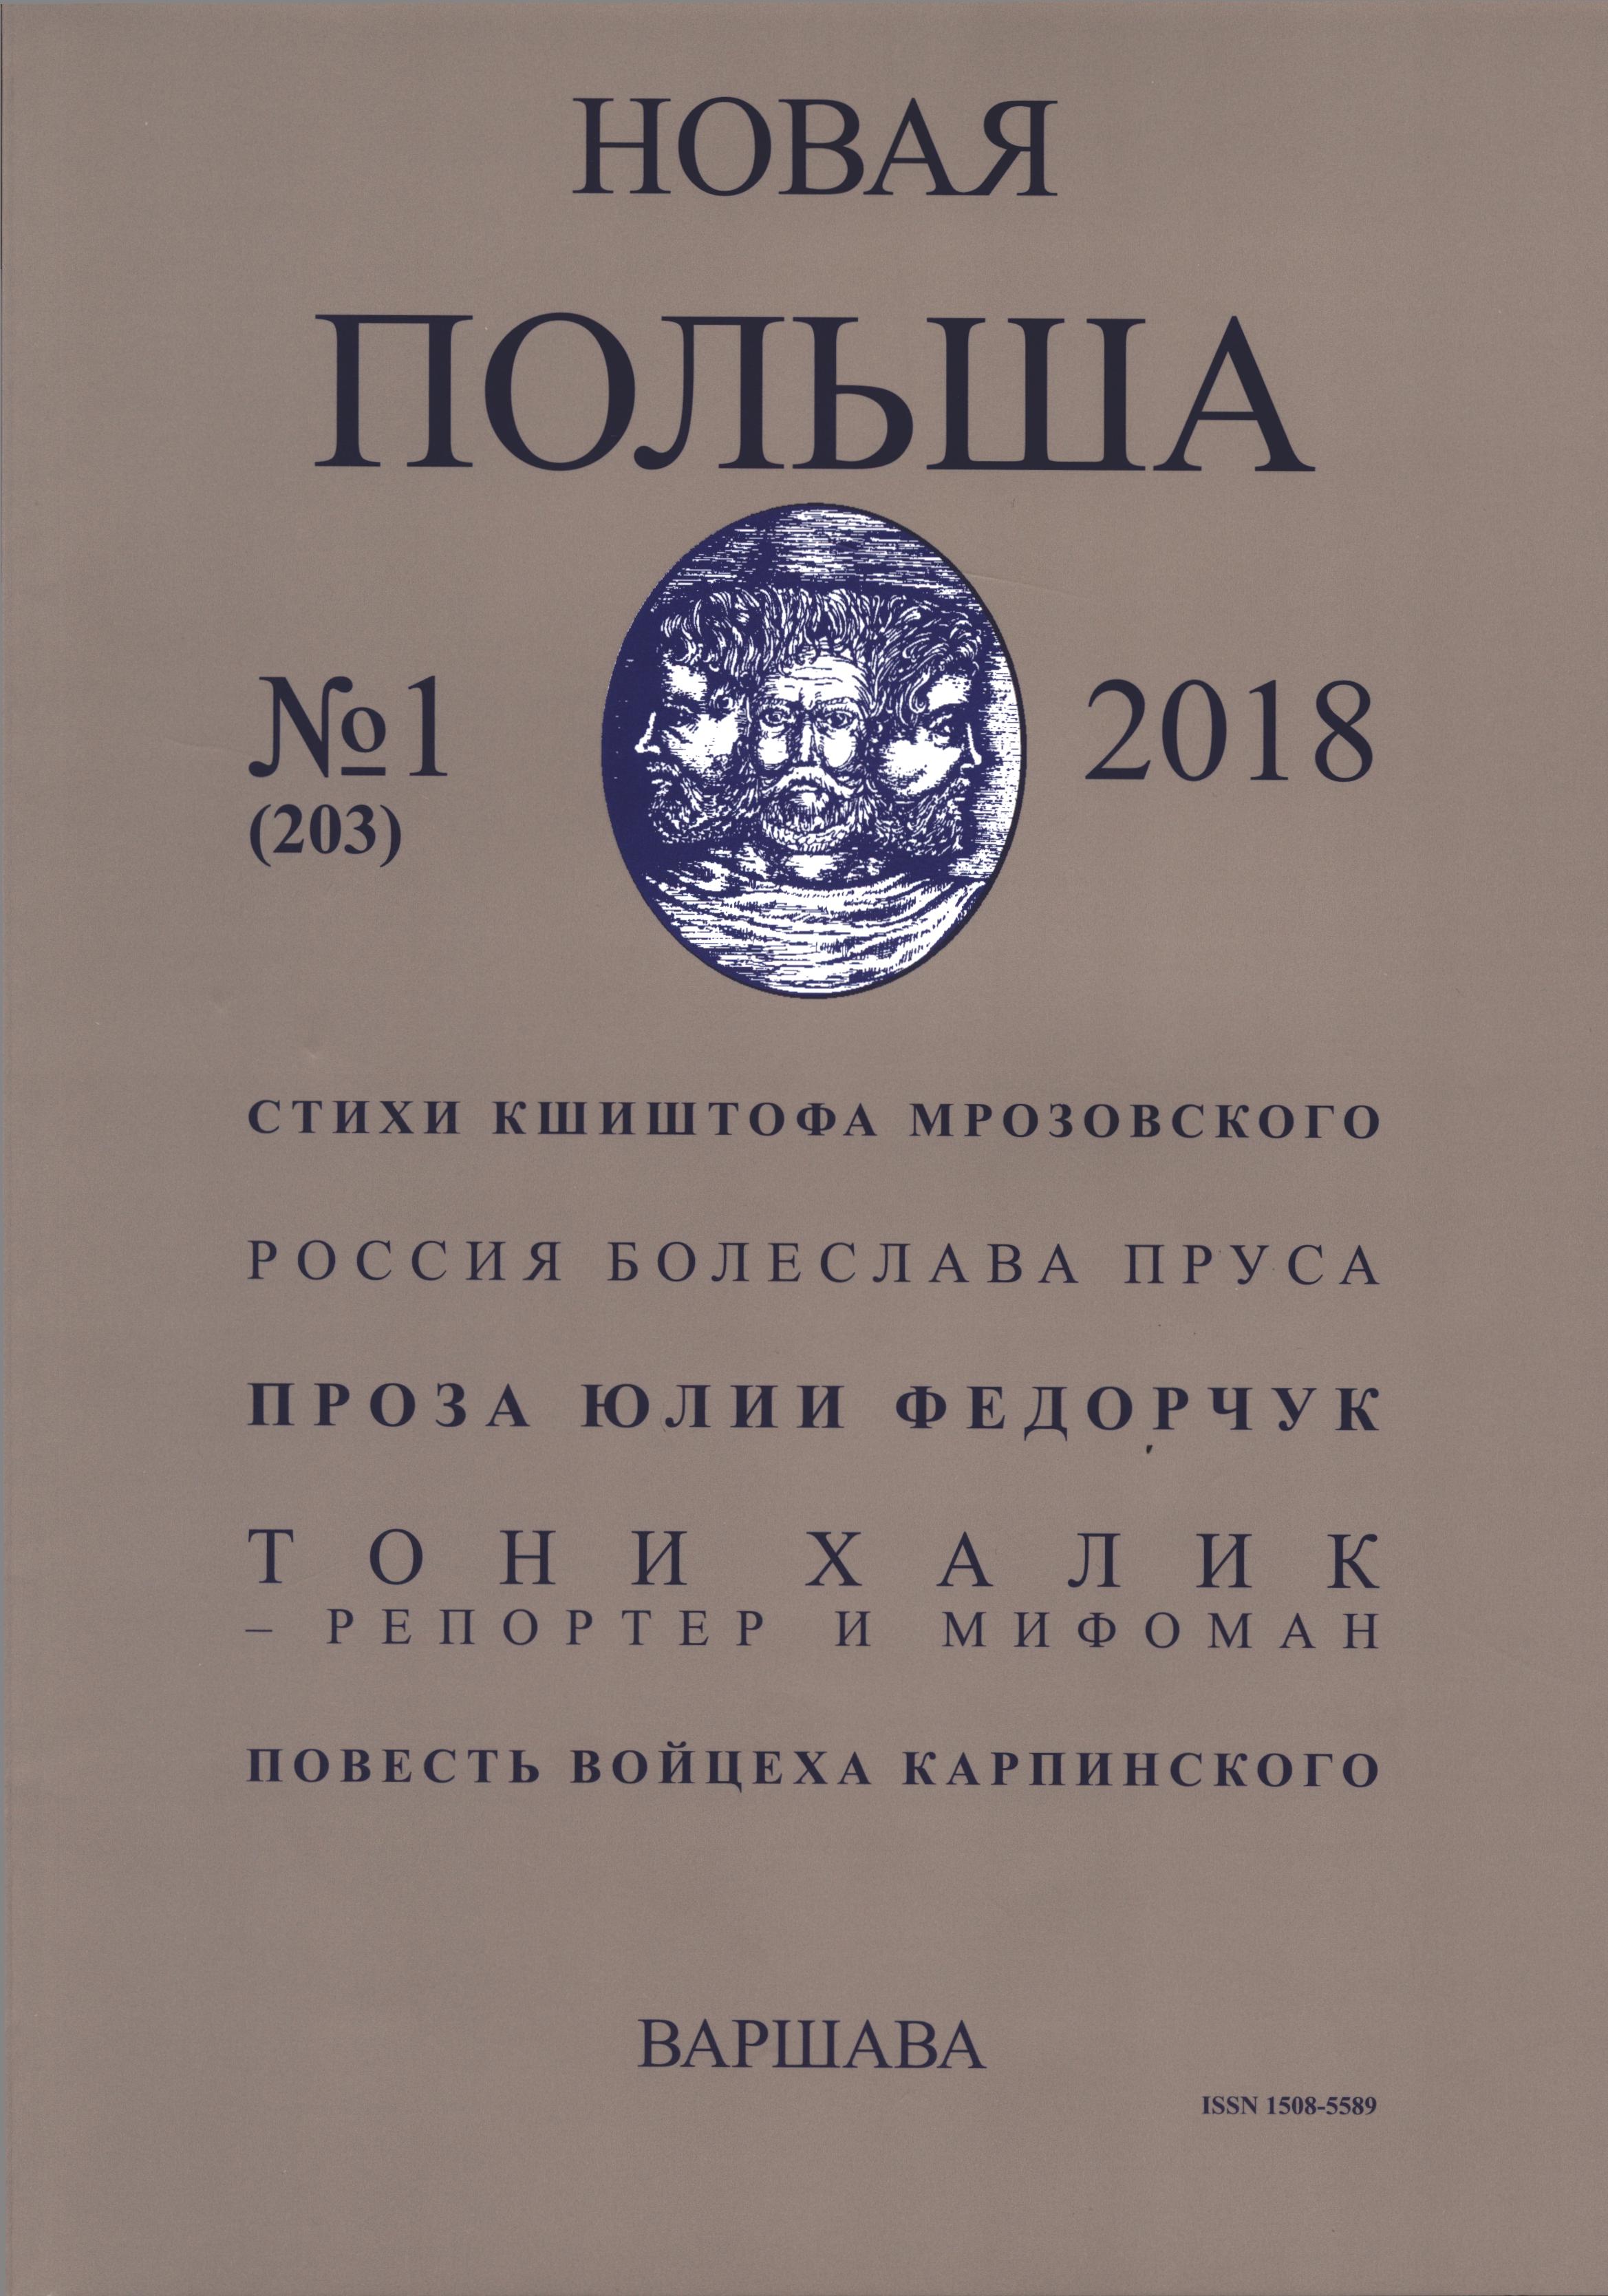 НОВАЯ
ПОЛЬША
№1
2018
(203)
СТИХИ КШИШТОФА МРОЗОВСКОГО
РОССИЯ БОЛЕСЛАВА ПРУСА
ПРОЗА ЮЛИИ ФЕДОРЧУК
ТОНИ ХАЛИК
– РЕПОРТЕР И МИФОМАН
ПОВЕСТЬ ВОЙЦЕХА КАРПИНСКОГО
ВАРШАВА
ISSN 1508-5589